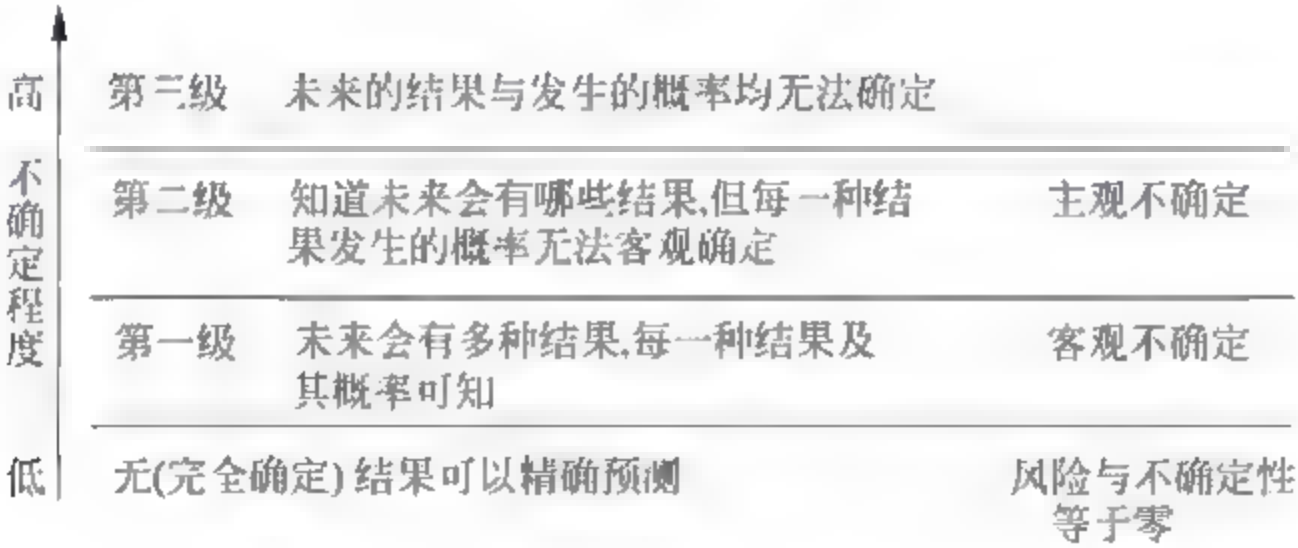 高 第三级 未来的结果与发生的概率均无法确定
不确定程度
第二级 知道未来会有哪些结果,但每一种结 主观不确定
果发生的概率无法客观确定
第一级 未来会有多种结果,每一种结果及 客观不确定
其概率可知
低 无(完全确定) 结果可以精确预测 风险与不确定性
等于零